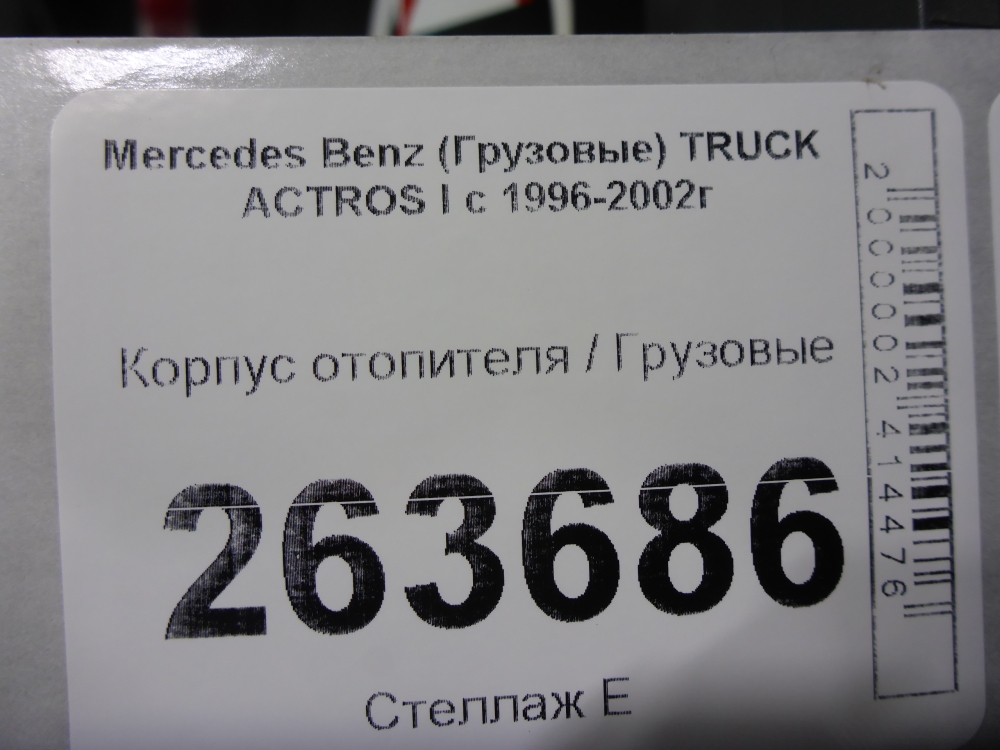 Mercedes Benz (Грузовые) TRUCK
ACTROS I с 1996-2002г
Корпус отопителя / Грузовые
263686
Стеллаж Е
2000002414476